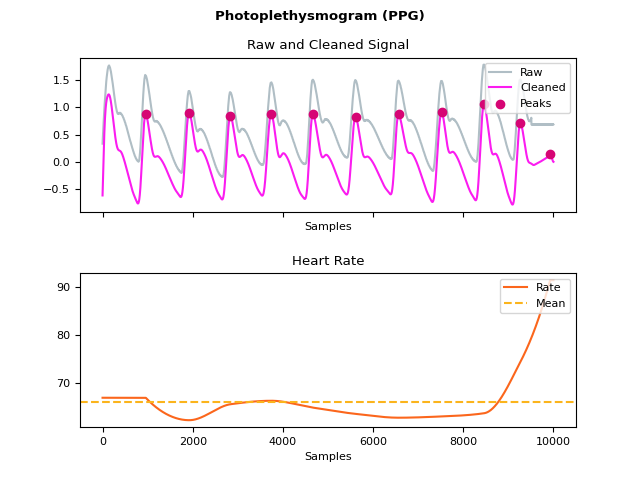 Photoplethysmogram (PPG)
Raw and Cleaned Signal
Raw
Cleaned
Peaks
1.5
1.0
0.5
0.0
−0.5
Samples
Heart Rate
Rate
Mean
90
80
70
0 2000 4000 6000 8000 10000
Samples